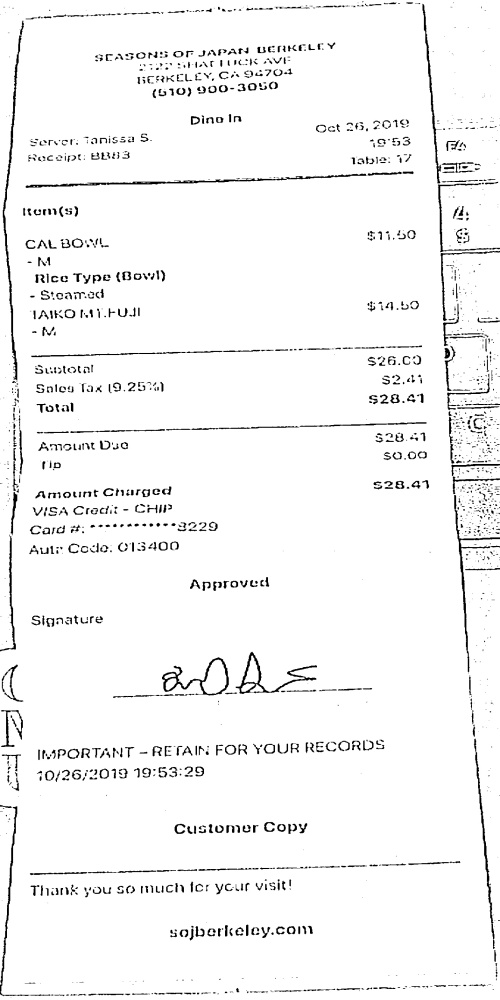 SEASONS OF JAPAN BERKELEY
2122 SHATTUCK AVE
BERKELEY, CA 94704
(510) 900-3050
Dine In
Oct 26, 2019
Server: Tanissa S.
19:53
Receipt: BB83
Table: 17
Item(s)
CAL BOWL $11.50
- M
Rice Type (Bowl)
- Steamed
TAIKO MT.FUJI $14.50
- M
Subtotal $26.00
Sales Tax (9.25%) $2.41
Total $28.41
Amount Due $28.41
Tip $0.00
Amount Charged $28.41
VISA Credit - CHIP
Card #: ************8229
Auth Code: 013400
Approved
Signature
IMPORTANT - RETAIN FOR YOUR RECORDS
10/26/2019 19:53:29
Customer Copy
Thank you so much for your visit!
sojberkeley.com